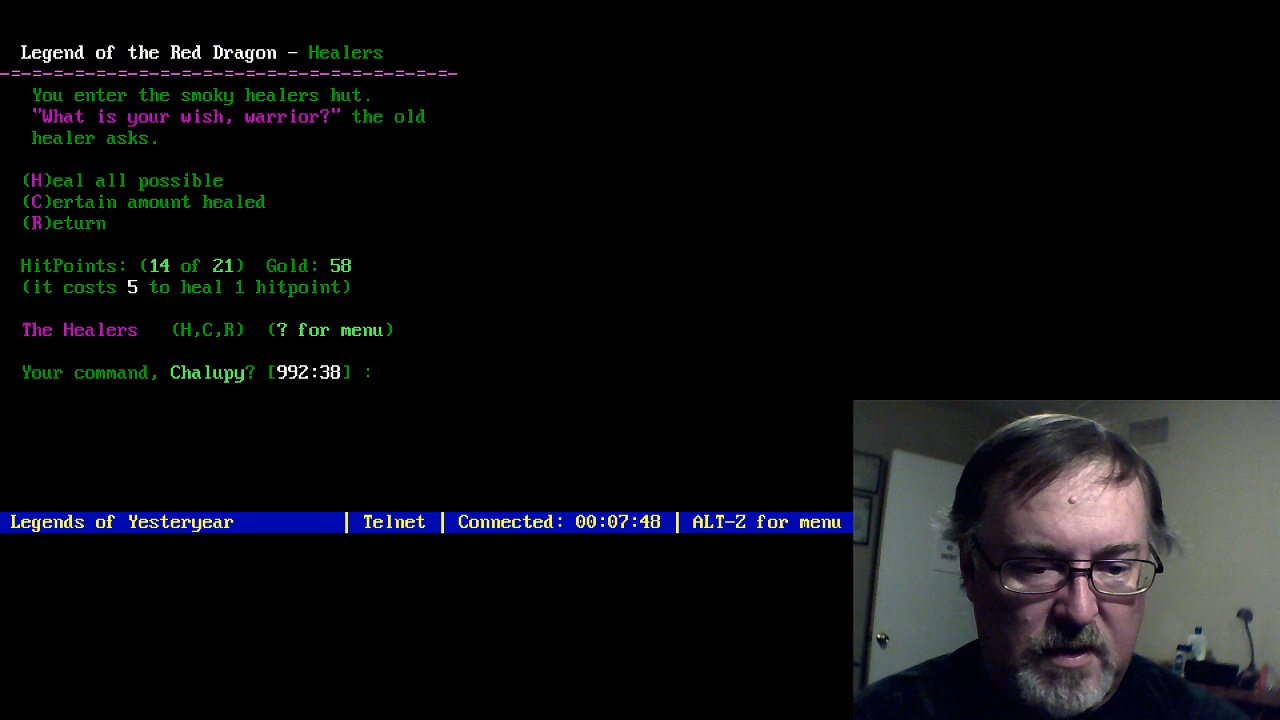 Legend of the Red Dragon - Healers
-=-=-=-=-=-=-=-=-=-=-=-=-=-=-=-=-=-=-=-=-=-
You enter the smoky healers hut.
"What is your wish, warrior?" the old
healer asks.
(H)eal all possible
(C)ertain amount healed
(R)eturn
HitPoints: (14 of 21)  Gold: 58
(it costs 5 to heal 1 hitpoint)
The Healers   (H,C,R)  (? for menu)
Your command, Chalupy? [992:38] :
Legends of Yesteryear | Telnet | Connected: 00:07:48 | ALT-Z for menu